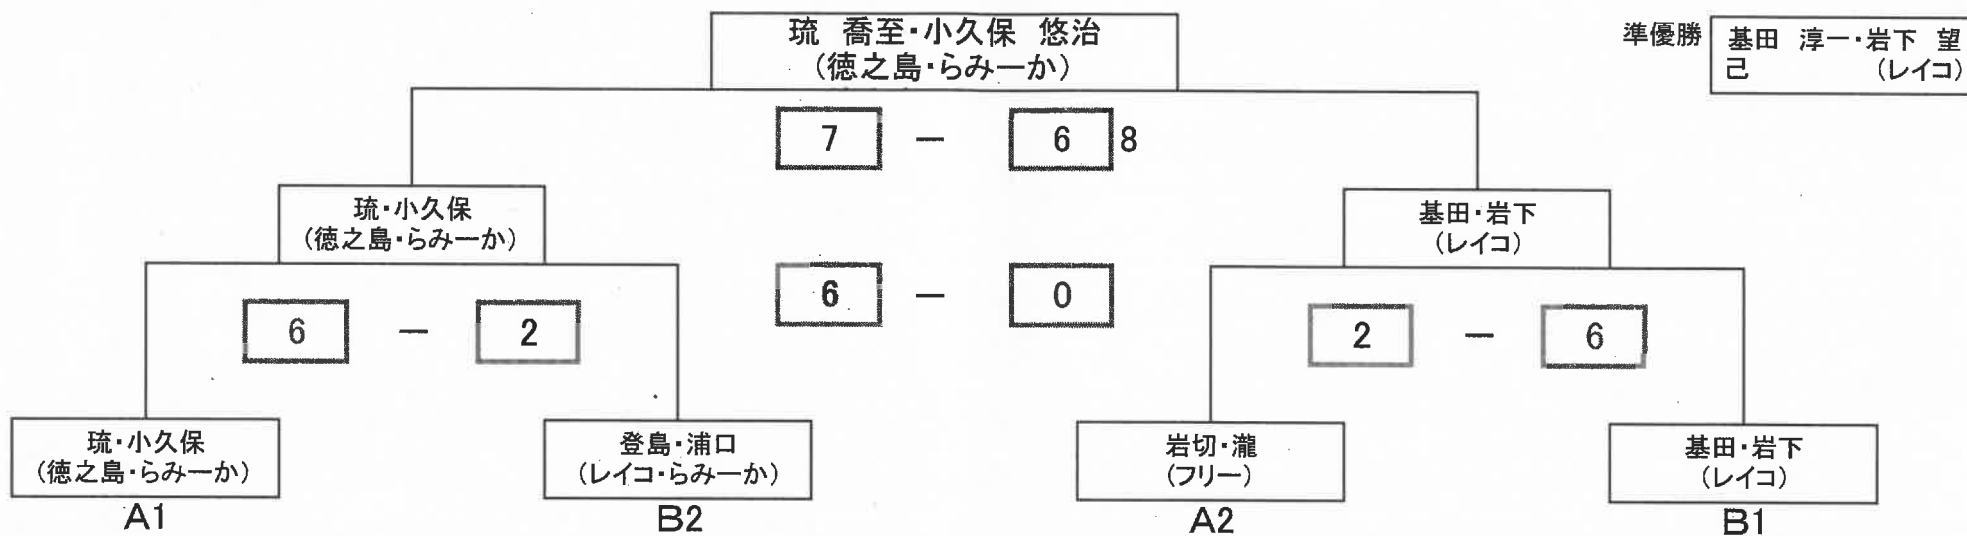 琉 喬至・小久保 悠治
(徳之島・らみーか)
準優勝
基田 淳一・岩下 望
己 (レイコ)
7 － 6 8
琉・小久保
(徳之島・らみーか)
基田・岩下
(レイコ)
6 － 0
6 － 2
2 － 6
琉・小久保
(徳之島・らみーか)
登島・浦口
(レイコ・らみーか)
岩切・瀧
(フリー)
基田・岩下
(レイコ)
A1
B2
A2
B1